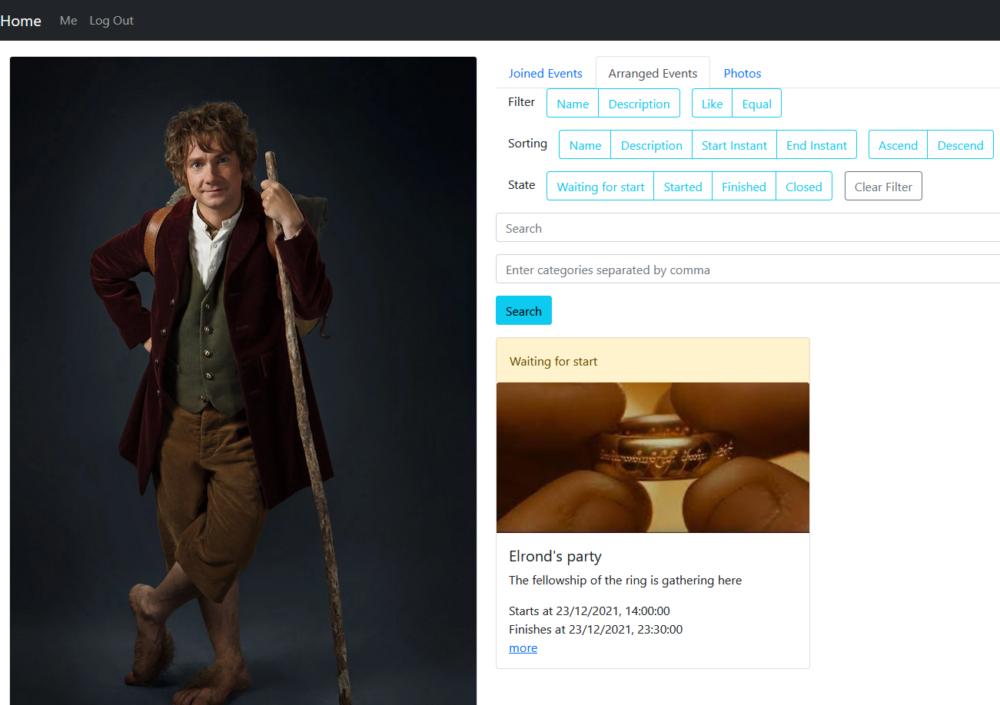 Home Me Log Out
Joined Events Arranged Events Photos
Filter Name Description Like Equal
Sorting Name Description Start Instant End Instant Ascend Descend
State Waiting for start Started Finished Closed Clear Filter
Search
Enter categories separated by comma
Search
Waiting for start
Elrond's party
The fellowship of the ring is gathering here
Starts at 23/12/2021, 14:00:00
Finishes at 23/12/2021, 23:30:00
more